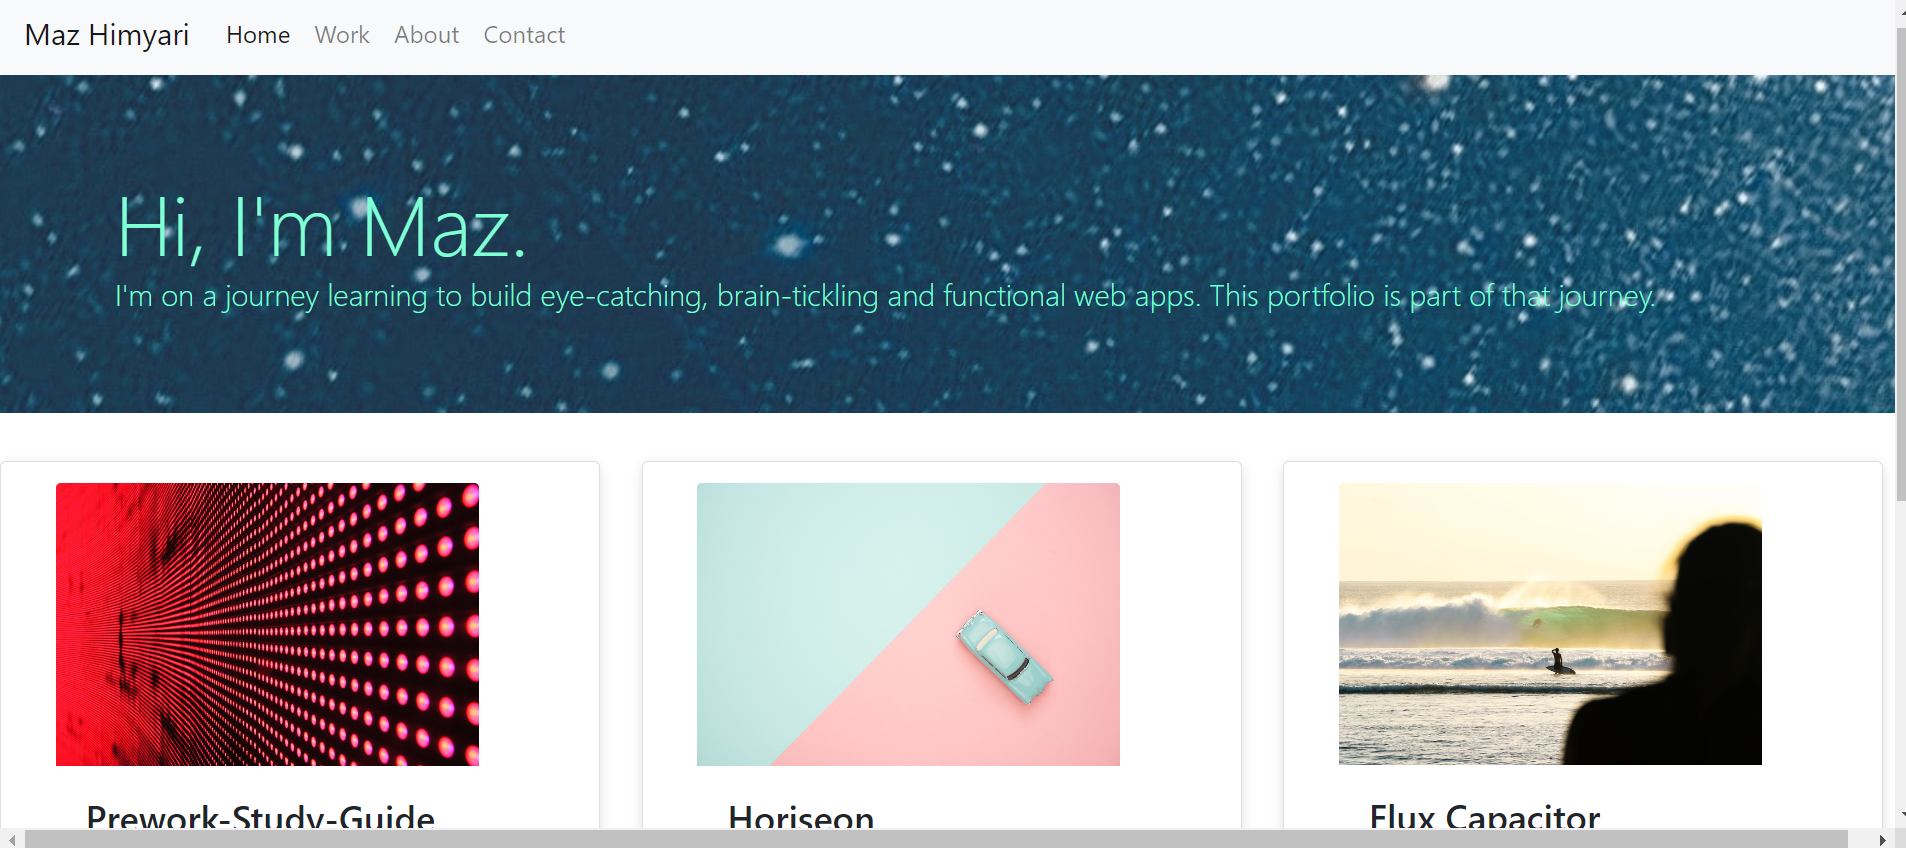 Maz Himyari Home Work About Contact
Hi, I'm Maz.
I'm on a journey learning to build eye-catching, brain-tickling and functional web apps. This portfolio is part of that journey.
Prework-Study-Guide Horiseon Flux Capacitor